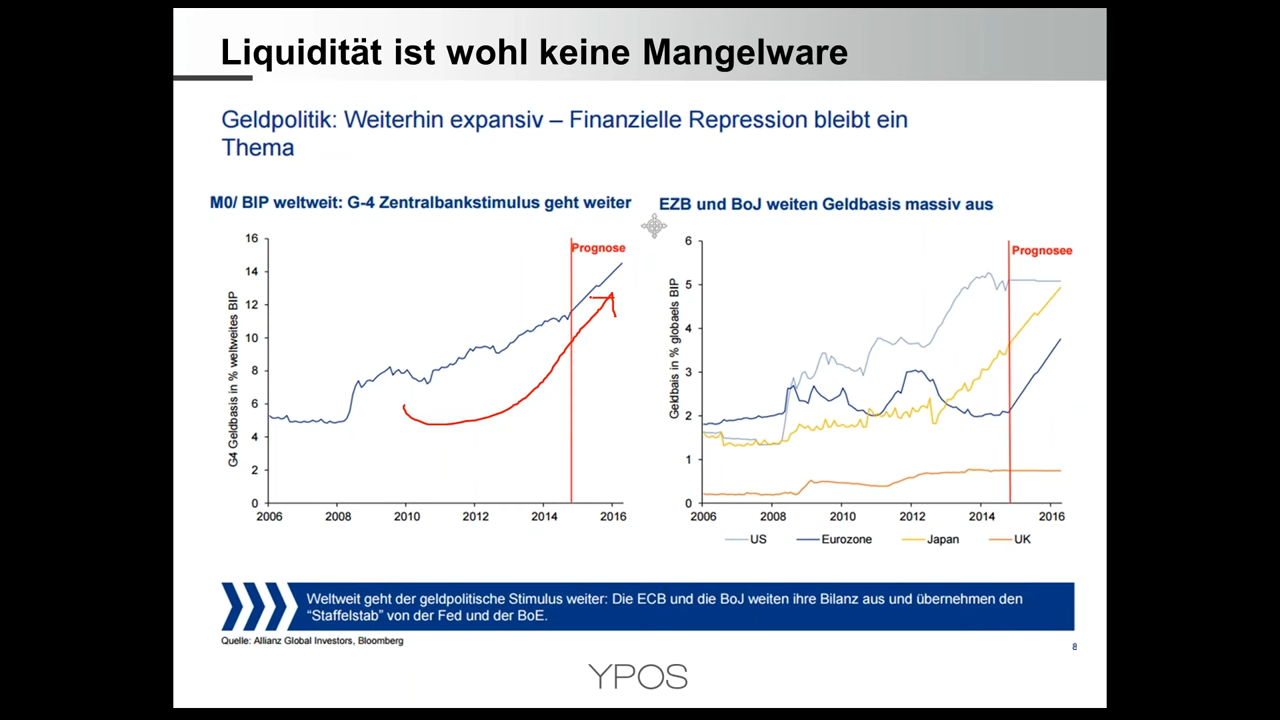 Liquidität ist wohl keine Mangelware
Geldpolitik: Weiterhin expansiv – Finanzielle Repression bleibt ein
Thema
M0/ BIP weltweit: G-4 Zentralbankstimulus geht weiter
G4 Geldbasis in % weltweites BIP
16
14
12
10
8
6
4
2
0
Prognose
2006 2008 2010 2012 2014 2016
EZB und BoJ weiten Geldbasis massiv aus
Geldbais in % globaels BIP
6
5
4
3
2
1
0
Prognosee
2006 2008 2010 2012 2014 2016
US Eurozone Japan UK
Weltweit geht der geldpolitische Stimulus weiter: Die ECB und die BoJ weiten ihre Bilanz aus und übernehmen den
“Staffelstab” von der Fed und der BoE.
Quelle: Allianz Global Investors, Bloomberg
8
YPOS